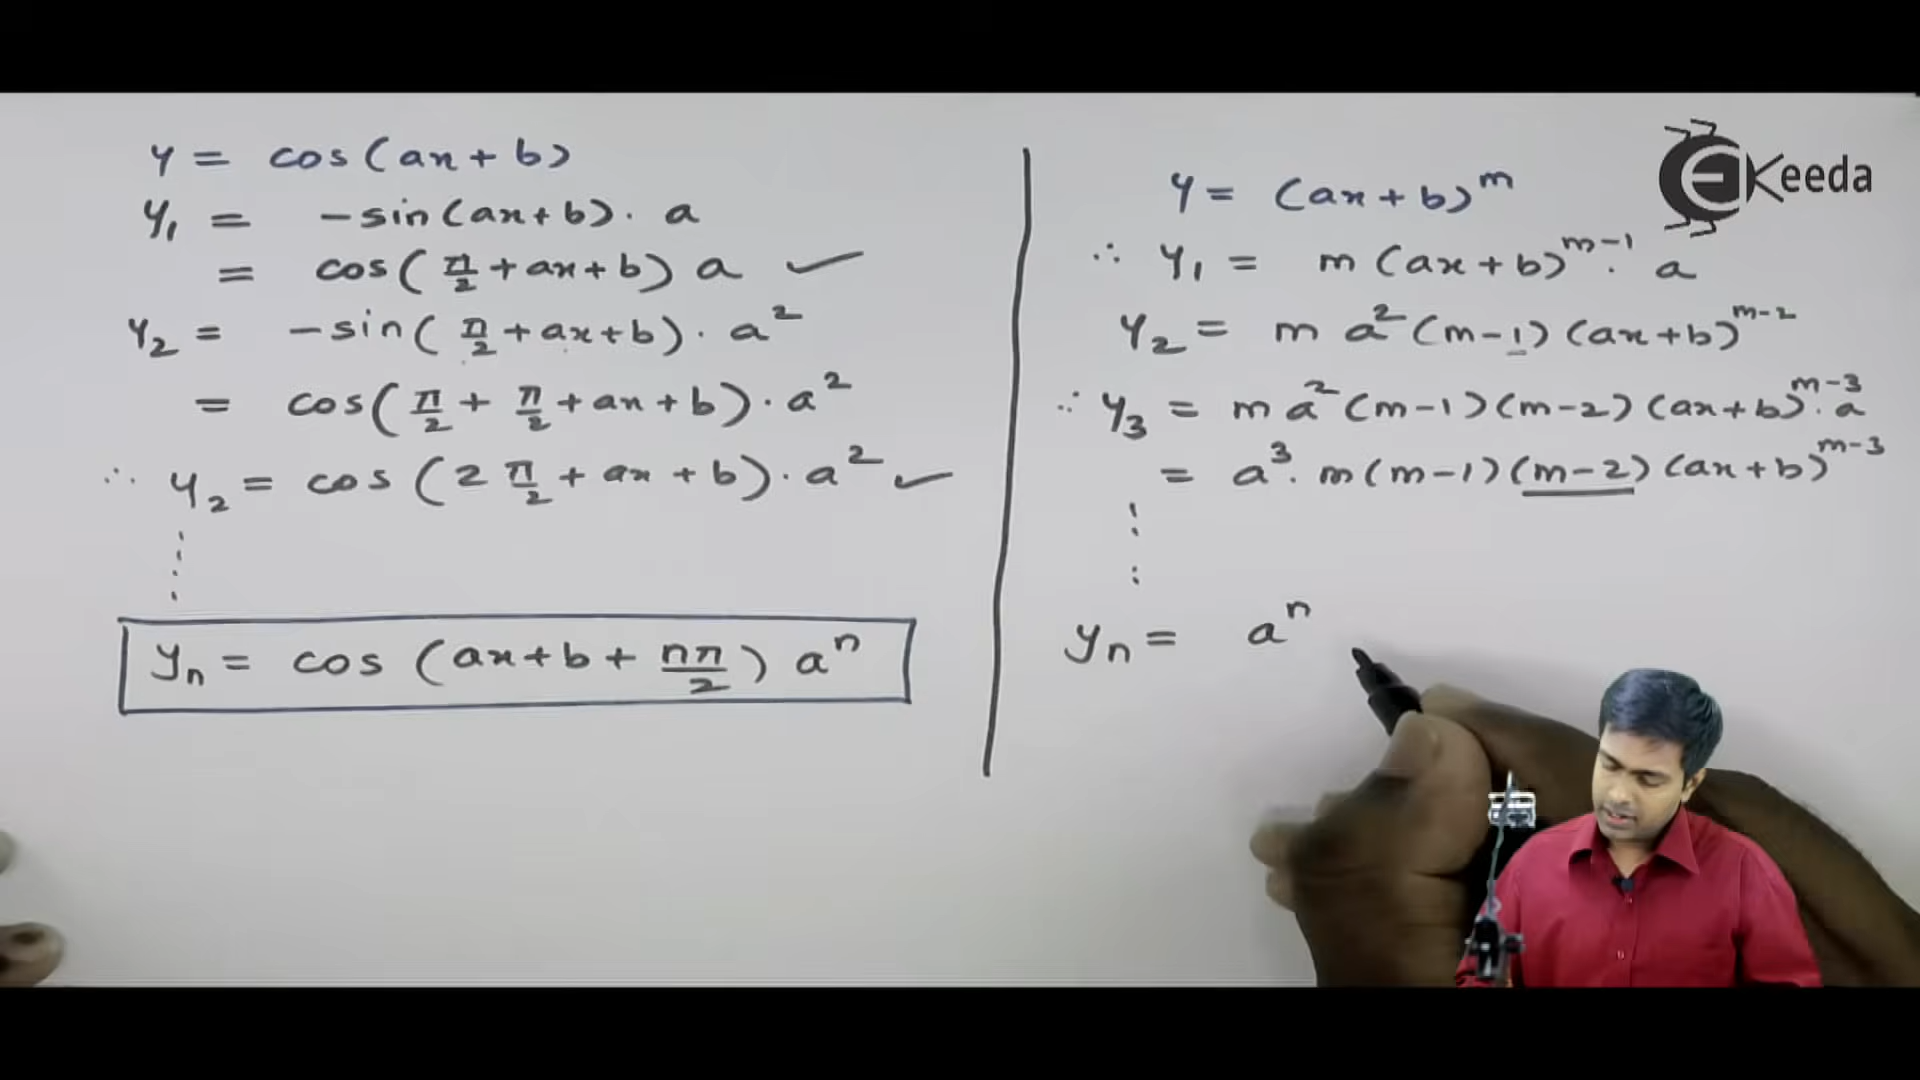 y = cos(ax+b)
y₁ = -sin(ax+b). a
= cos(π/2 + ax+b) a ✓
y₂ = -sin(π/2 + ax+b). a²
= cos(π/2 + π/2 + ax+b). a²
∴ y₂ = cos(2 π/2 + ax+b). a² ✓
yₙ = cos(ax+b + nπ/2) aⁿ
EKeeda
y = (ax+b)ᵐ
∴ y₁ = m(ax+b)ᵐ⁻¹. a
y₂ = m a²(m-1)(ax+b)ᵐ⁻²
∴ y₃ = m a²(m-1)(m-2)(ax+b)ᵐ⁻³. a
= a³. m(m-1)(m-2)(ax+b)ᵐ⁻³
yₙ = aⁿ